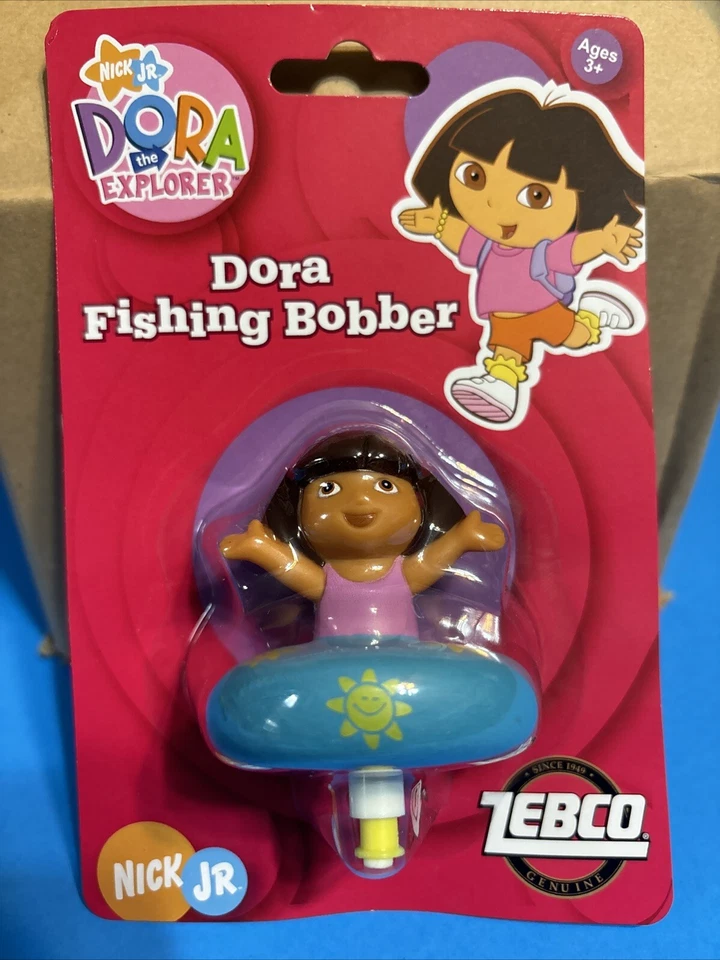 NICK JR.
Ages
3+
DORA
the
EXPLORER
Dora
Fishing Bobber
SINCE 1949
ZEBCO®
GENUINE
NICK JR.